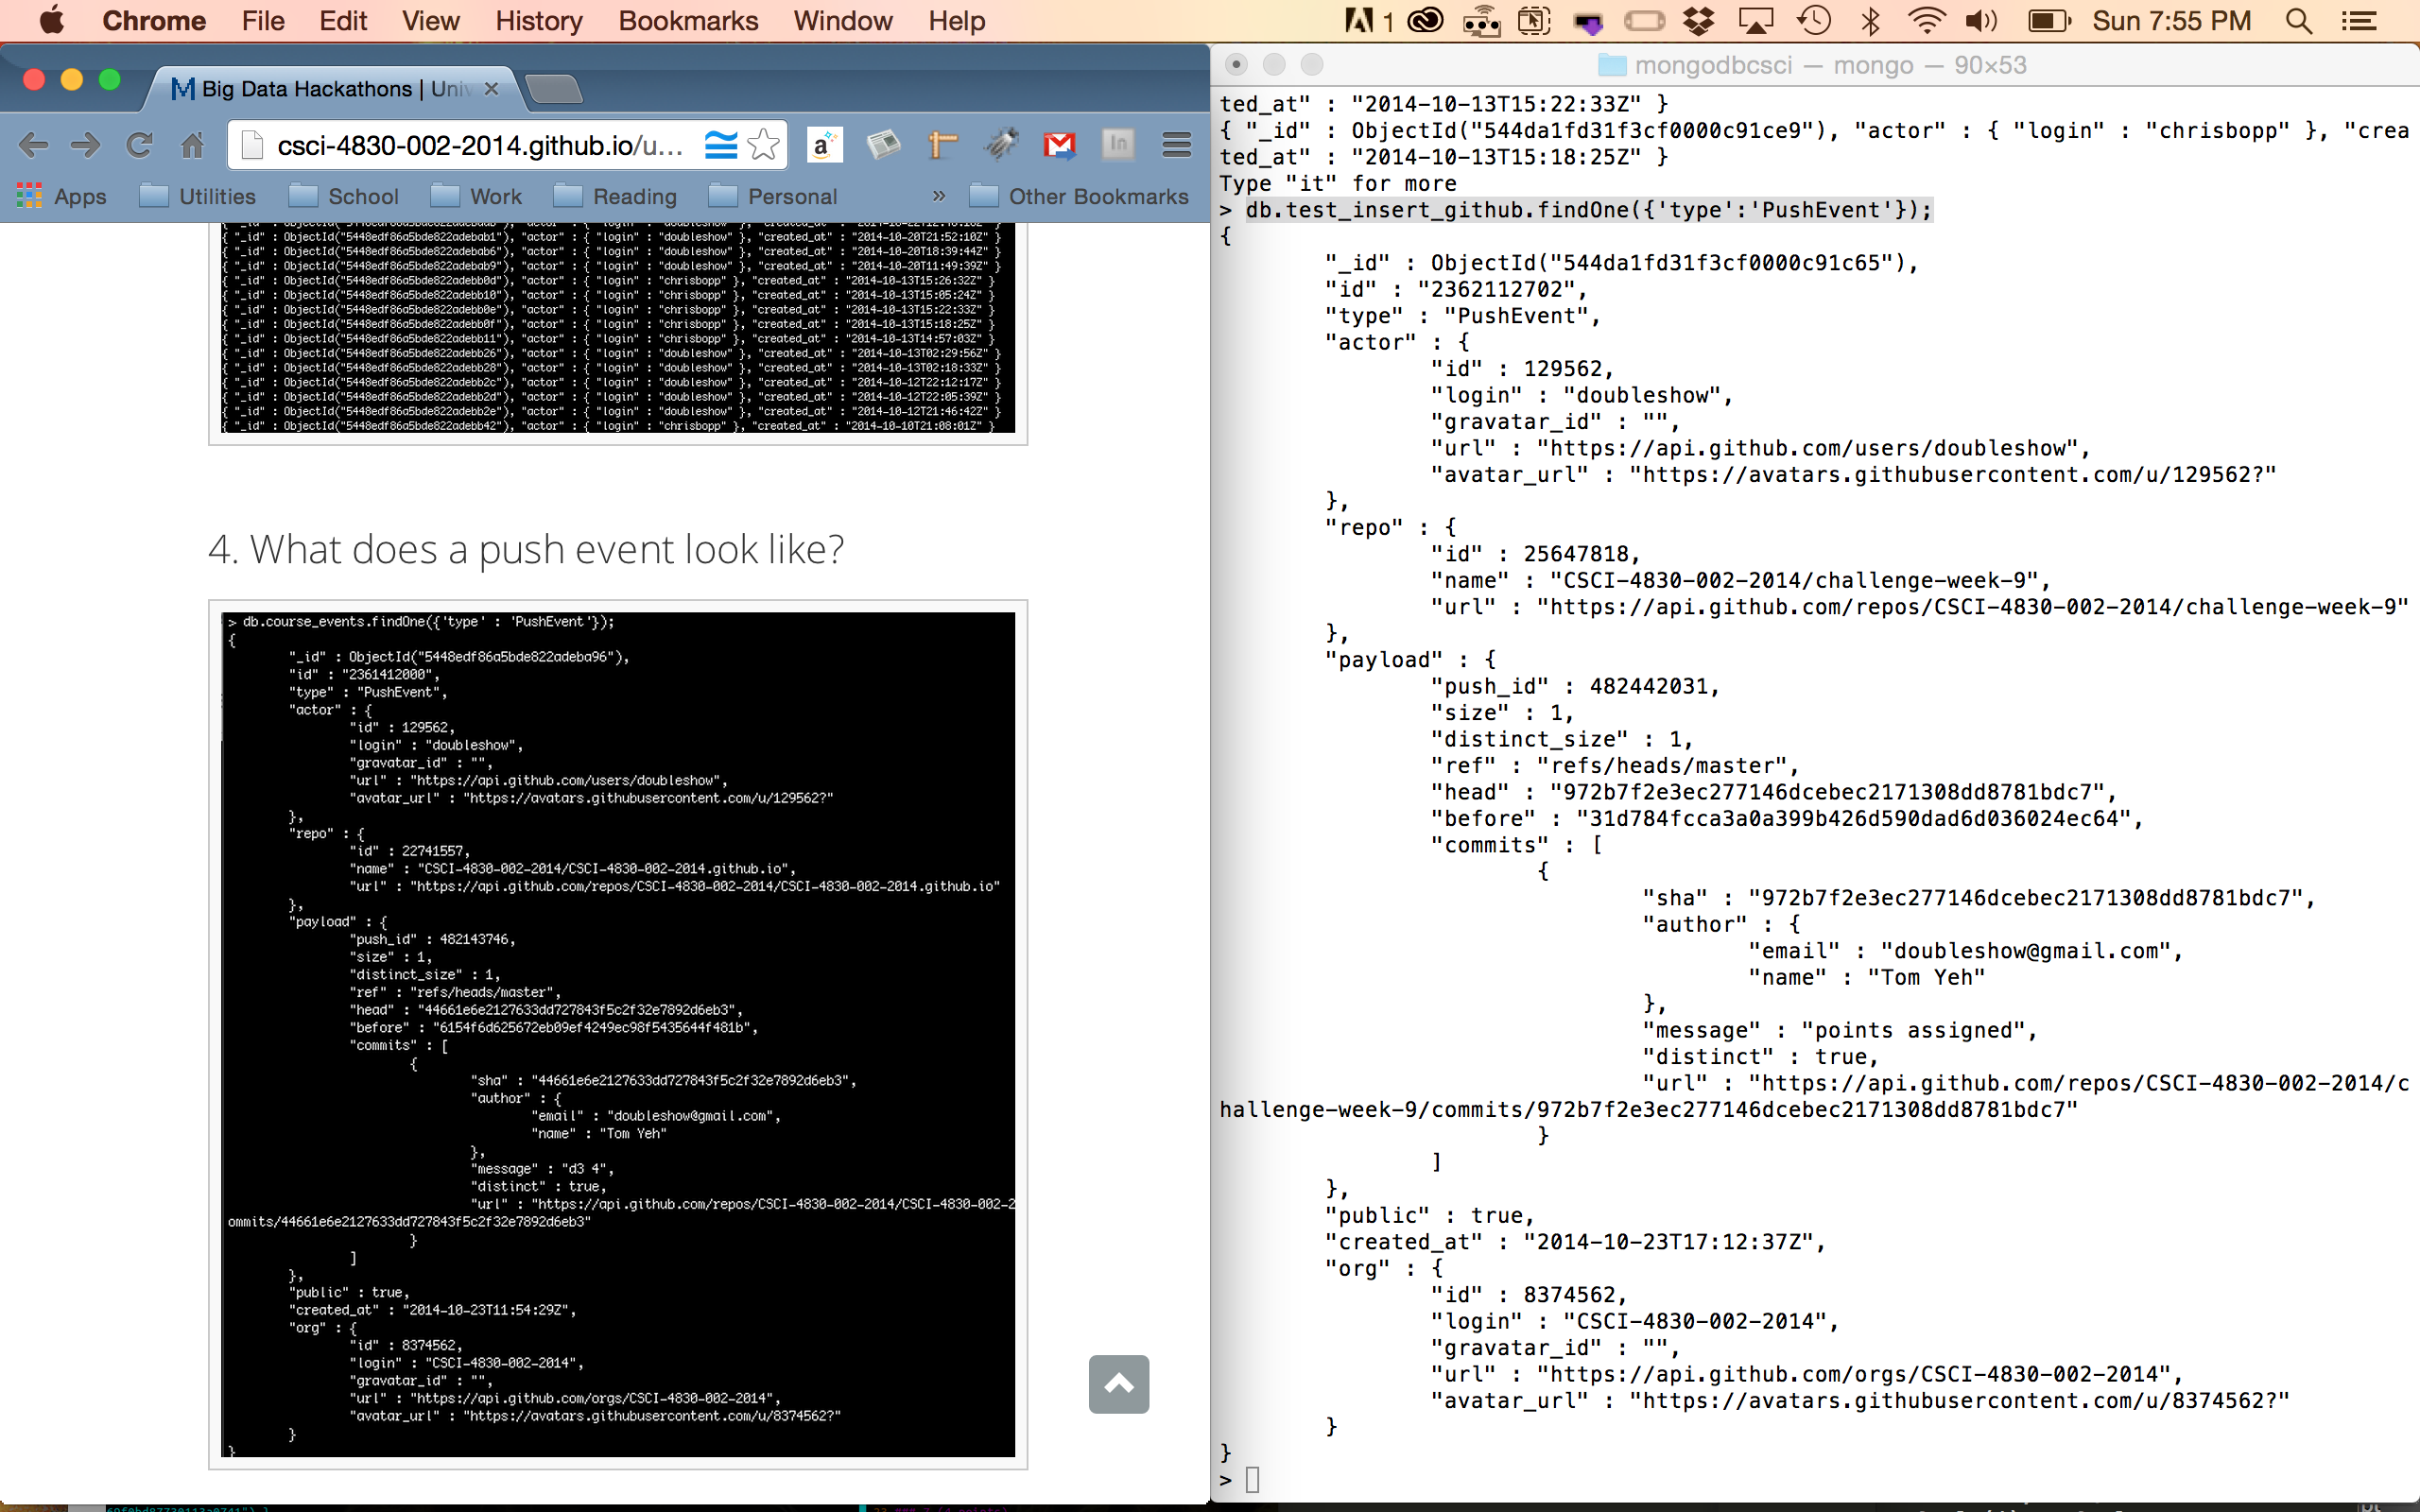 Chrome File Edit View History Bookmarks Window Help 1 Sun 7:55 PM
Big Data Hackathons | Univ
csci-4830-002-2014.github.io/u...
Apps Utilities School Work Reading Personal » Other Bookmarks
{ "_id" : ObjectId("5448edf86a5bde822adebab1"), "actor" : { "login" : "doubleshow" }, "created_at" : "2014-10-20T21:52:10Z" }
{ "_id" : ObjectId("5448edf86a5bde822adebab6"), "actor" : { "login" : "doubleshow" }, "created_at" : "2014-10-20T18:39:44Z" }
{ "_id" : ObjectId("5448edf86a5bde822adebab9"), "actor" : { "login" : "doubleshow" }, "created_at" : "2014-10-20T11:49:39Z" }
{ "_id" : ObjectId("5448edf86a5bde822adebb0d"), "actor" : { "login" : "chrisbopp" }, "created_at" : "2014-10-13T15:26:32Z" }
{ "_id" : ObjectId("5448edf86a5bde822adebb10"), "actor" : { "login" : "chrisbopp" }, "created_at" : "2014-10-13T15:05:24Z" }
{ "_id" : ObjectId("5448edf86a5bde822adebb0e"), "actor" : { "login" : "chrisbopp" }, "created_at" : "2014-10-13T15:22:33Z" }
{ "_id" : ObjectId("5448edf86a5bde822adebb0f"), "actor" : { "login" : "chrisbopp" }, "created_at" : "2014-10-13T15:18:25Z" }
{ "_id" : ObjectId("5448edf86a5bde822adebb11"), "actor" : { "login" : "chrisbopp" }, "created_at" : "2014-10-13T14:57:03Z" }
{ "_id" : ObjectId("5448edf86a5bde822adebb26"), "actor" : { "login" : "doubleshow" }, "created_at" : "2014-10-13T02:29:56Z" }
{ "_id" : ObjectId("5448edf86a5bde822adebb28"), "actor" : { "login" : "doubleshow" }, "created_at" : "2014-10-13T02:18:33Z" }
{ "_id" : ObjectId("5448edf86a5bde822adebb2c"), "actor" : { "login" : "doubleshow" }, "created_at" : "2014-10-12T22:12:17Z" }
{ "_id" : ObjectId("5448edf86a5bde822adebb2d"), "actor" : { "login" : "doubleshow" }, "created_at" : "2014-10-12T22:05:39Z" }
{ "_id" : ObjectId("5448edf86a5bde822adebb2e"), "actor" : { "login" : "doubleshow" }, "created_at" : "2014-10-12T21:46:42Z" }
{ "_id" : ObjectId("5448edf86a5bde822adebb42"), "actor" : { "login" : "chrisbopp" }, "created_at" : "2014-10-10T21:08:01Z" }
4. What does a push event look like?
> db.course_events.findOne({'type' : 'PushEvent'});
{
"_id" : ObjectId("5448edf86a5bde822adeba96"),
"id" : "2361412000",
"type" : "PushEvent",
"actor" : {
"id" : 129562,
"login" : "doubleshow",
"gravatar_id" : "",
"url" : "https://api.github.com/users/doubleshow",
"avatar_url" : "https://avatars.githubusercontent.com/u/129562?"
},
"repo" : {
"id" : 22741557,
"name" : "CSCI-4830-002-2014/CSCI-4830-002-2014.github.io",
"url" : "https://api.github.com/repos/CSCI-4830-002-2014/CSCI-4830-002-2014.github.io"
},
"payload" : {
"push_id" : 482143746,
"size" : 1,
"distinct_size" : 1,
"ref" : "refs/heads/master",
"head" : "44661e6e2127633dd727843f5c2f32e7892d6eb3",
"before" : "6154f6d625672eb09ef4249ec98f5435644f481b",
"commits" : [
{
"sha" : "44661e6e2127633dd727843f5c2f32e7892d6eb3",
"author" : {
"email" : "doubleshow@gmail.com",
"name" : "Tom Yeh"
},
"message" : "d3 4",
"distinct" : true,
"url" : "https://api.github.com/repos/CSCI-4830-002-2014/CSCI-4830-002-2
ommits/44661e6e2127633dd727843f5c2f32e7892d6eb3"
}
]
},
"public" : true,
"created_at" : "2014-10-23T11:54:29Z",
"org" : {
"id" : 8374562,
"login" : "CSCI-4830-002-2014",
"gravatar_id" : "",
"url" : "https://api.github.com/orgs/CSCI-4830-002-2014",
"avatar_url" : "https://avatars.githubusercontent.com/u/8374562?"
}
}
mongodbcsci — mongo — 90×53
ted_at" : "2014-10-13T15:22:33Z" }
{ "_id" : ObjectId("544da1fd31f3cf0000c91ce9"), "actor" : { "login" : "chrisbopp" }, "crea
ted_at" : "2014-10-13T15:18:25Z" }
Type "it" for more
> db.test_insert_github.findOne({'type':'PushEvent'});
{
"_id" : ObjectId("544da1fd31f3cf0000c91c65"),
"id" : "2362112702",
"type" : "PushEvent",
"actor" : {
"id" : 129562,
"login" : "doubleshow",
"gravatar_id" : "",
"url" : "https://api.github.com/users/doubleshow",
"avatar_url" : "https://avatars.githubusercontent.com/u/129562?"
},
"repo" : {
"id" : 25647818,
"name" : "CSCI-4830-002-2014/challenge-week-9",
"url" : "https://api.github.com/repos/CSCI-4830-002-2014/challenge-week-9"
},
"payload" : {
"push_id" : 482442031,
"size" : 1,
"distinct_size" : 1,
"ref" : "refs/heads/master",
"head" : "972b7f2e3ec277146dcebec2171308dd8781bdc7",
"before" : "31d784fcca3a0a399b426d590dad6d036024ec64",
"commits" : [
{
"sha" : "972b7f2e3ec277146dcebec2171308dd8781bdc7",
"author" : {
"email" : "doubleshow@gmail.com",
"name" : "Tom Yeh"
},
"message" : "points assigned",
"distinct" : true,
"url" : "https://api.github.com/repos/CSCI-4830-002-2014/c
hallenge-week-9/commits/972b7f2e3ec277146dcebec2171308dd8781bdc7"
}
]
},
"public" : true,
"created_at" : "2014-10-23T17:12:37Z",
"org" : {
"id" : 8374562,
"login" : "CSCI-4830-002-2014",
"gravatar_id" : "",
"url" : "https://api.github.com/orgs/CSCI-4830-002-2014",
"avatar_url" : "https://avatars.githubusercontent.com/u/8374562?"
}
}
>